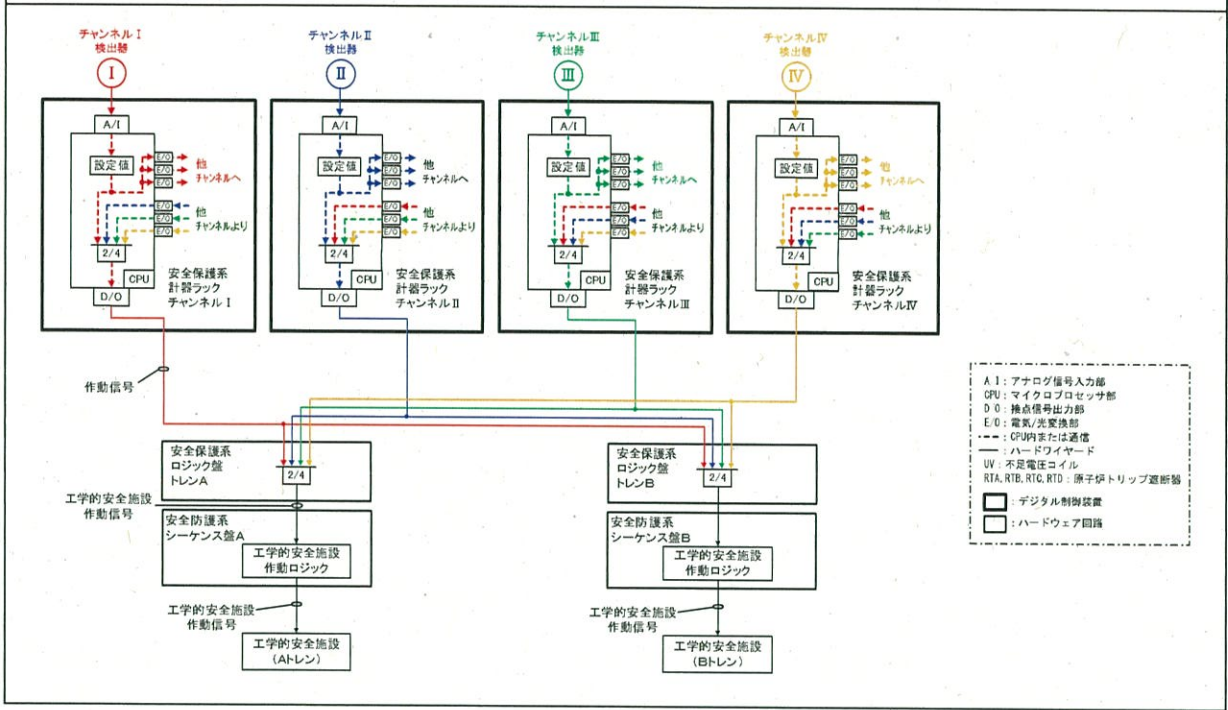 チャンネルⅠ
検出器
Ⅰ
A/I
設定値
E/O
E/O
E/O
他
チャンネルへ
E/O
E/O
E/O
他
チャンネルより
2/4
CPU
D/O
安全保護系
計器ラック
チャンネルⅠ
チャンネルⅡ
検出器
Ⅱ
A/I
設定値
E/O
E/O
E/O
他
チャンネルへ
E/O
E/O
E/O
他
チャンネルより
2/4
CPU
D/O
安全保護系
計器ラック
チャンネルⅡ
チャンネルⅢ
検出器
Ⅲ
A/I
設定値
E/O
E/O
E/O
他
チャンネルへ
E/O
E/O
E/O
他
チャンネルより
2/4
CPU
D/O
安全保護系
計器ラック
チャンネルⅢ
チャンネルⅣ
検出器
Ⅳ
A/I
設定値
E/O
E/O
E/O
他
チャンネルへ
E/O
E/O
E/O
他
チャンネルより
2/4
CPU
D/O
安全保護系
計器ラック
チャンネルⅣ
作動信号
安全保護系
ロジック盤
トレンA
2/4
工学的安全施設
作動信号
安全防護系
シーケンス盤A
工学的安全施設
作動ロジック
工学的安全施設
作動信号
工学的安全施設
(Aトレン)
安全保護系
ロジック盤
トレンB
2/4
安全防護系
シーケンス盤B
工学的安全施設
作動ロジック
工学的安全施設
作動信号
工学的安全施設
(Bトレン)
A I：アナログ信号入力部
CPU：マイクロプロセッサ部
D O：接点信号出力部
E/O：電気/光変換部
：CPU内または通信
：ハードワイヤード
UV：不足電圧コイル
RTA,RTB,RTC,RTD：原子炉トリップ遮断器
：デジタル制御装置
：ハードウェア回路